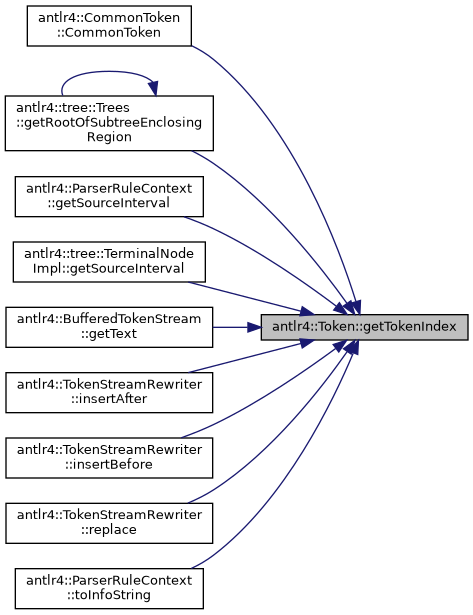 antlr4::CommonToken
::CommonToken
antlr4::tree::Trees
::getRootOfSubtreeEnclosing
Region
antlr4::ParserRuleContext
::getSourceInterval
antlr4::tree::TerminalNode
Impl::getSourceInterval
antlr4::BufferedTokenStream
::getText
antlr4::Token::getTokenIndex
antlr4::TokenStreamRewriter
::insertAfter
antlr4::TokenStreamRewriter
::insertBefore
antlr4::TokenStreamRewriter
::replace
antlr4::ParserRuleContext
::toInfoString